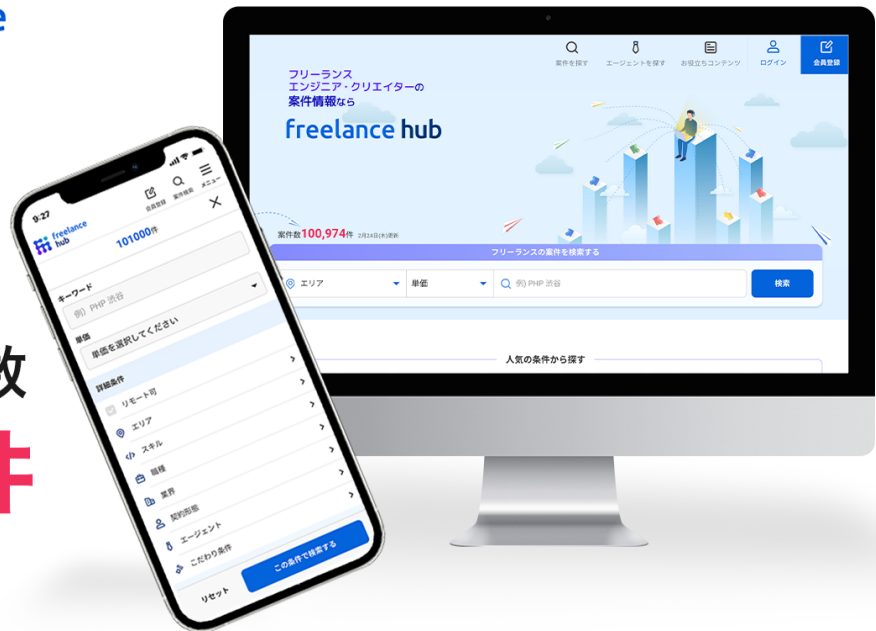 e
数
件
案件を探す
エージェントを探す
お役立ちコンテンツ
ログイン
会員登録
フリーランス
エンジニア・クリエイターの
案件情報なら
freelance hub
案件数100,974件 2月24日(木)更新
フリーランスの案件を検索する
エリア
単価
例) PHP 渋谷
検索
人気の条件から探す
9:27
freelance
hub
会員登録
案件検索
メニュー
101000件
キーワード
例) PHP 渋谷
単価
単価を選択してください
詳細条件
リモート可
エリア
スキル
職種
業界
契約形態
エージェント
こだわり条件
リセット
この条件で検索する